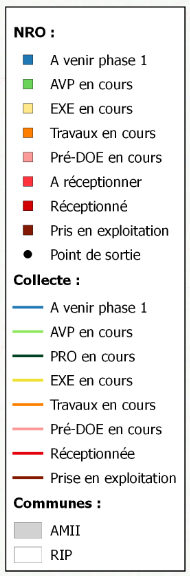 NRO :
A venir phase 1
AVP en cours
EXE en cours
Travaux en cours
Pré-DOE en cours
A réceptionner
Réceptionné
Pris en exploitation
Point de sortie
Collecte :
A venir phase 1
AVP en cours
PRO en cours
EXE en cours
Travaux en cours
Pré-DOE en cours
Réceptionnée
Prise en exploitation
Communes :
AMII
RIP